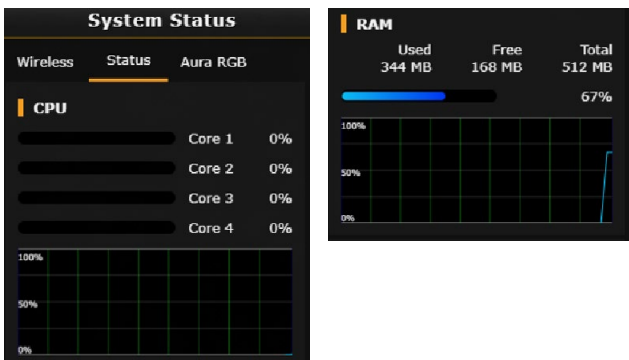 System Status
Wireless Status Aura RGB
CPU
Core 1 0%
Core 2 0%
Core 3 0%
Core 4 0%
100%
50%
0%
RAM
Used Free Total
344 MB 168 MB 512 MB
67%
100%
50%
0%